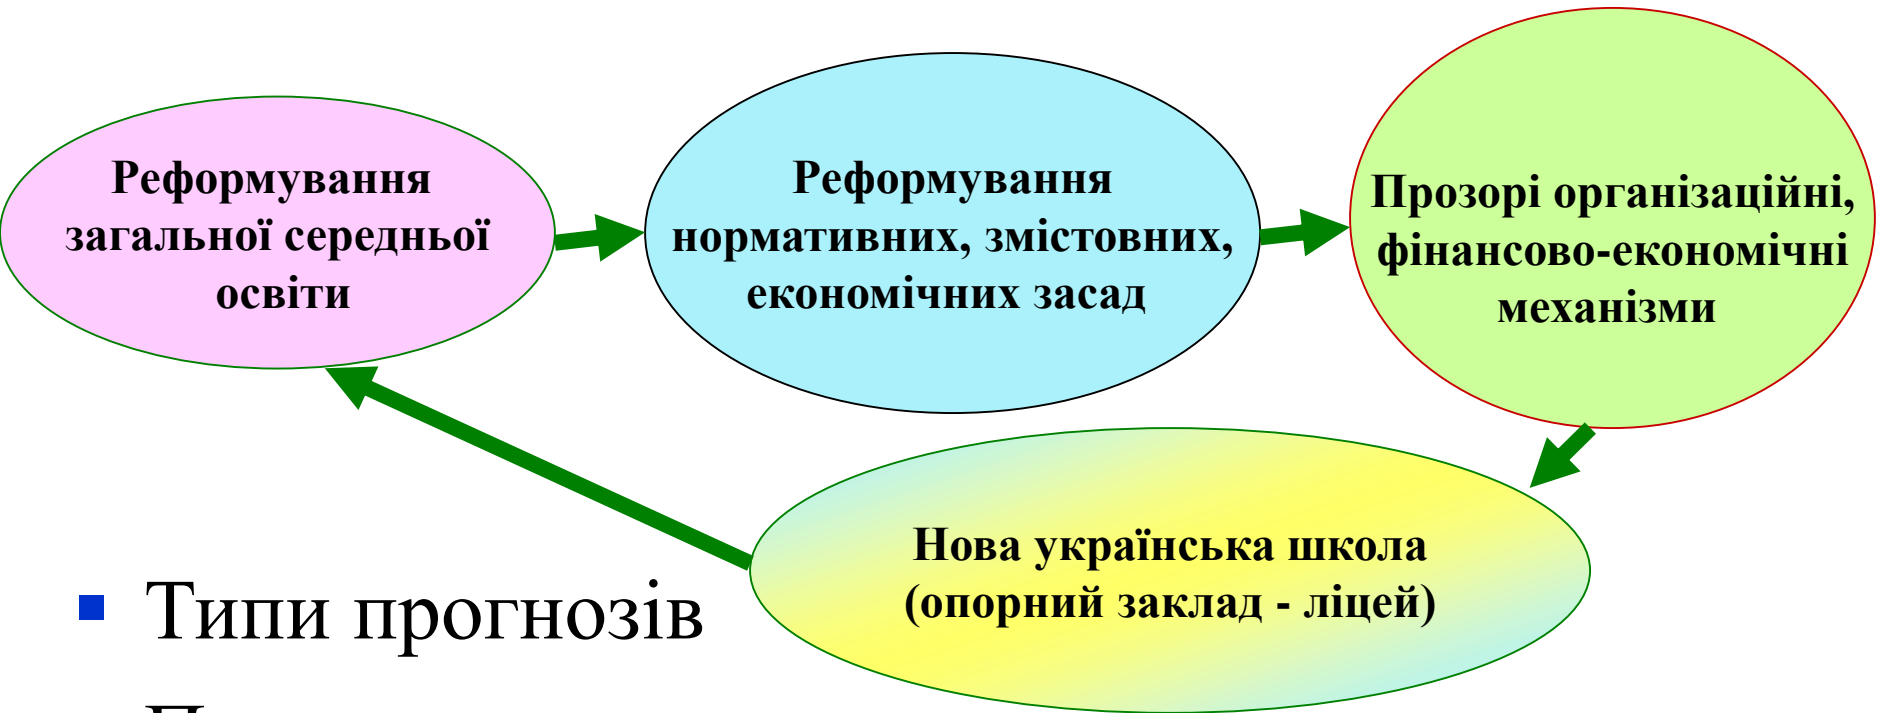 Реформування
загальної середньої
освіти
Реформування
нормативних, змістовних,
економічних засад
Прозорі організаційні,
фінансово-економічні
механізми
Нова українська школа
(опорний заклад - ліцей)
Типи прогнозів